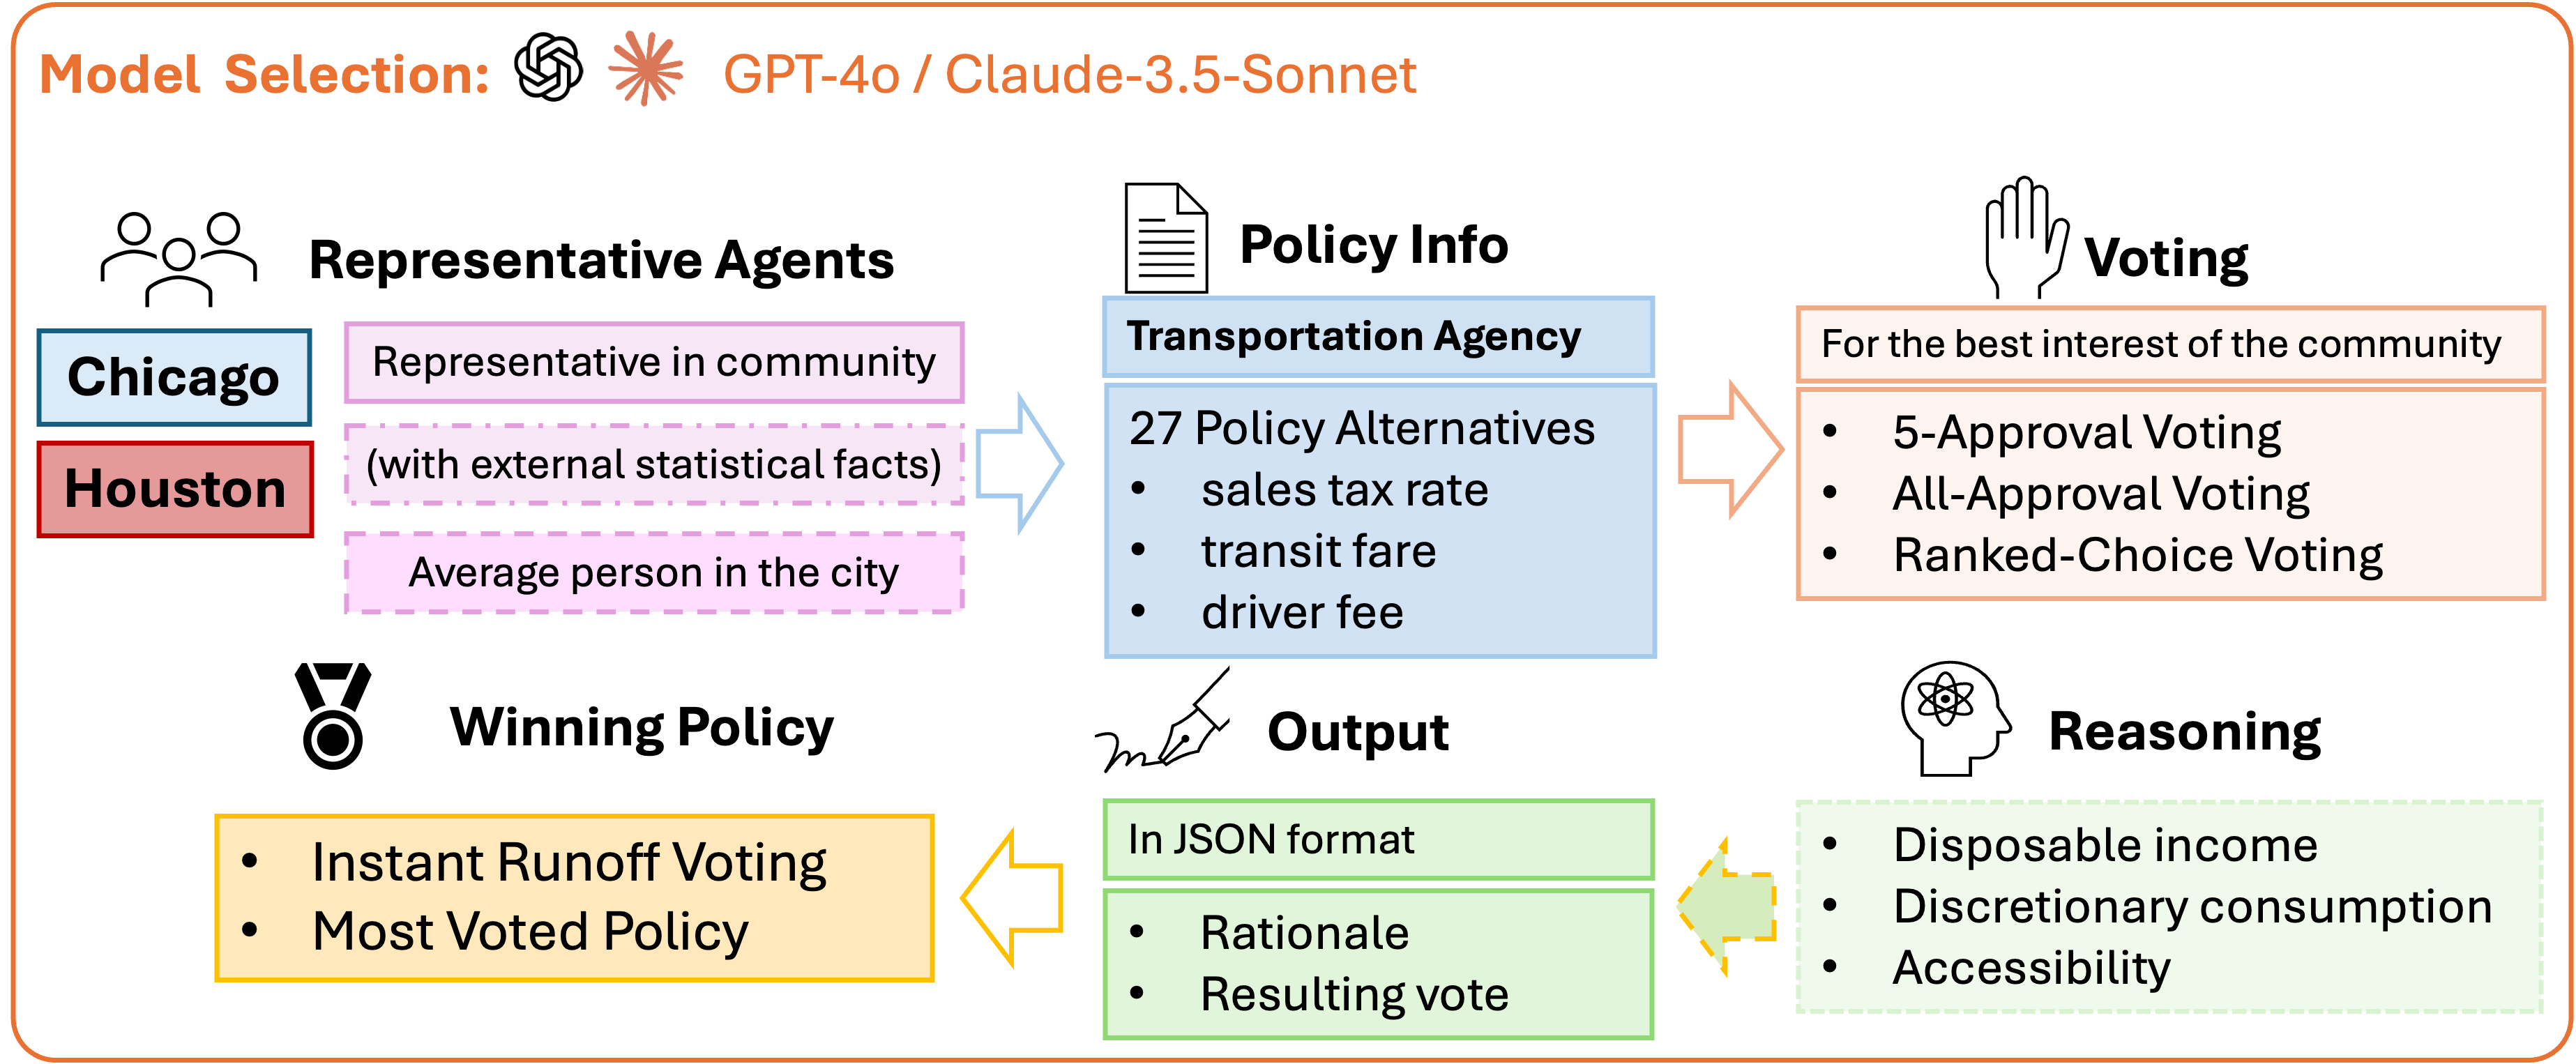 Model Selection: GPT-4o / Claude-3.5-Sonnet
Representative Agents
Chicago
Houston
Representative in community
(with external statistical facts)
Average person in the city
Policy Info
Transportation Agency
27 Policy Alternatives
• sales tax rate
• transit fare
• driver fee
Voting
For the best interest of the community
• 5-Approval Voting
• All-Approval Voting
• Ranked-Choice Voting
Winning Policy
• Instant Runoff Voting
• Most Voted Policy
Output
In JSON format
• Rationale
• Resulting vote
Reasoning
• Disposable income
• Discretionary consumption
• Accessibility